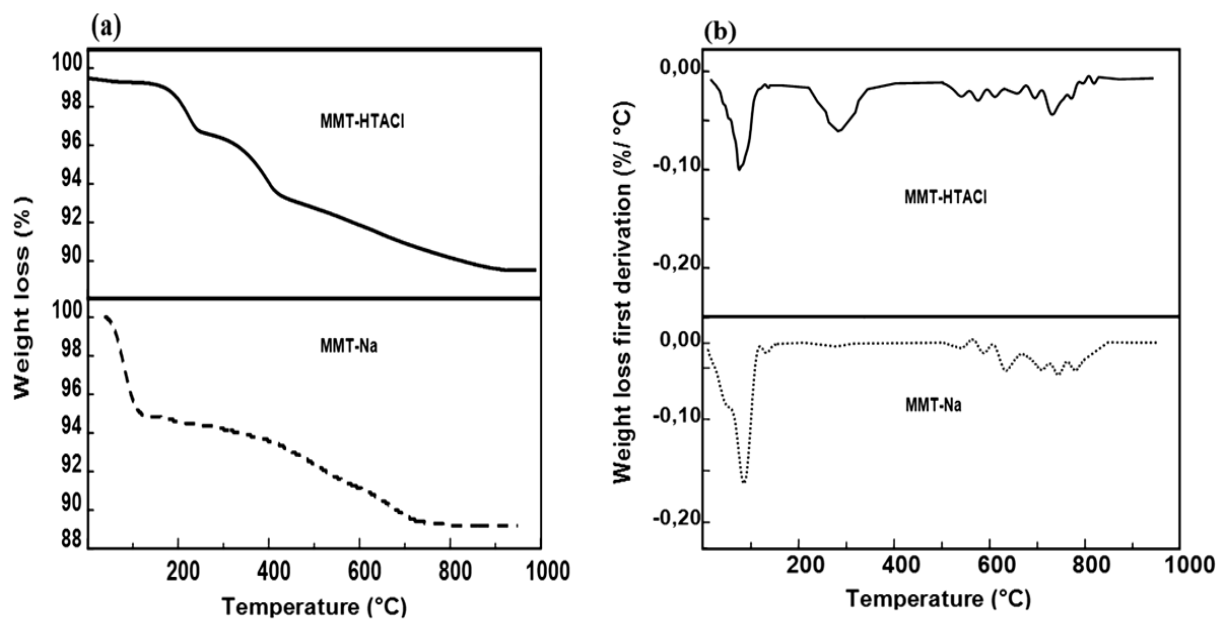 (a)
100
98
96
94
92
90
MMT-HTACl
100
98
96
94
92
90
88
MMT-Na
Weight loss (%)
200 400 600 800 1000
Temperature (°C)
(b)
0,00
-0,10
-0,20
MMT-HTACl
0,00
-0,10
-0,20
MMT-Na
Weight loss first derivation (%/ °C)
200 400 600 800 1000
Temperature (°C)